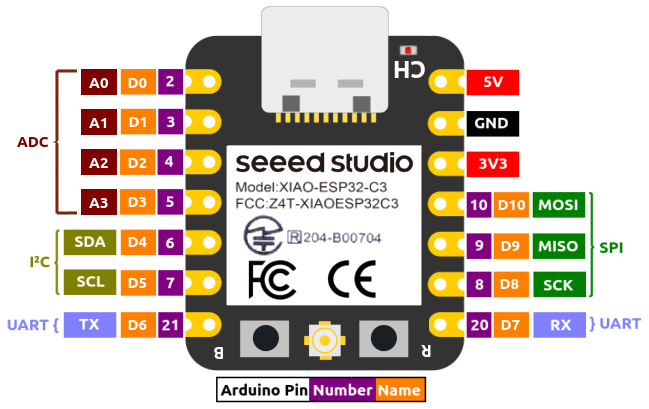 CH
A0 D0 2
5V
A1 D1 3
GND
ADC
A2 D2 4
3V3
seeed studio
Model:XIAO-ESP32-C3
FCC:Z4T-XIAOESP32C3
A3 D3 5
10 D10 MOSI
R 204-B00704
I²C
SDA D4 6
9 D9 MISO
SPI
SCL D5 7
FC CE
8 D8 SCK
UART { TX D6 21
20 D7 RX } UART
B
R
Arduino Pin Number Name